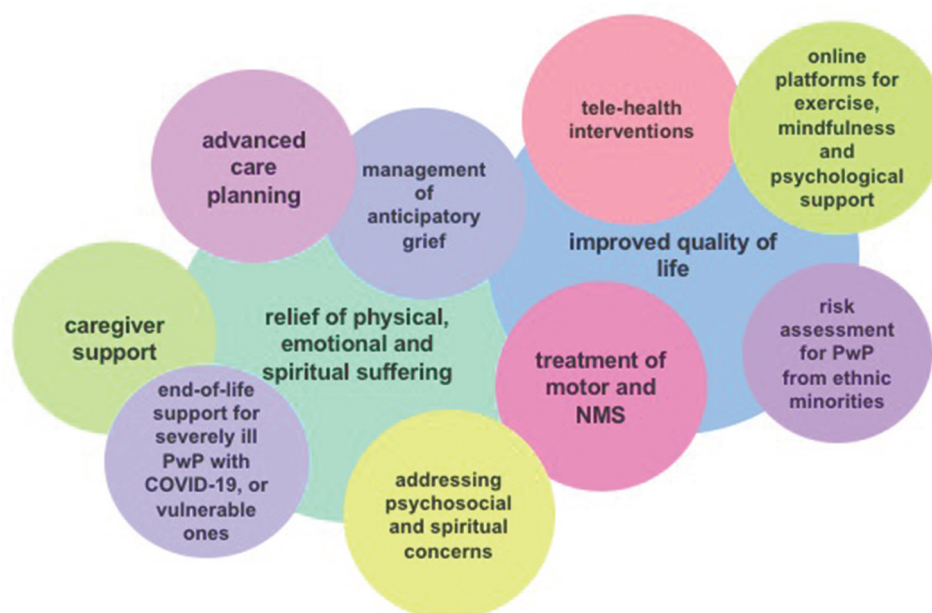 advanced
care
planning
management
of
anticipatory
grief
tele-health
interventions
online
platforms for
exercise,
mindfulness
and
psychological
support
caregiver
support
relief of physical,
emotional and
spiritual suffering
improved quality of
life
end-of-life
support for
severely ill
PwP with
COVID-19, or
vulnerable
ones
addressing
psychosocial
and spiritual
concerns
treatment of
motor and
NMS
risk
assessment
for PwP
from ethnic
minorities